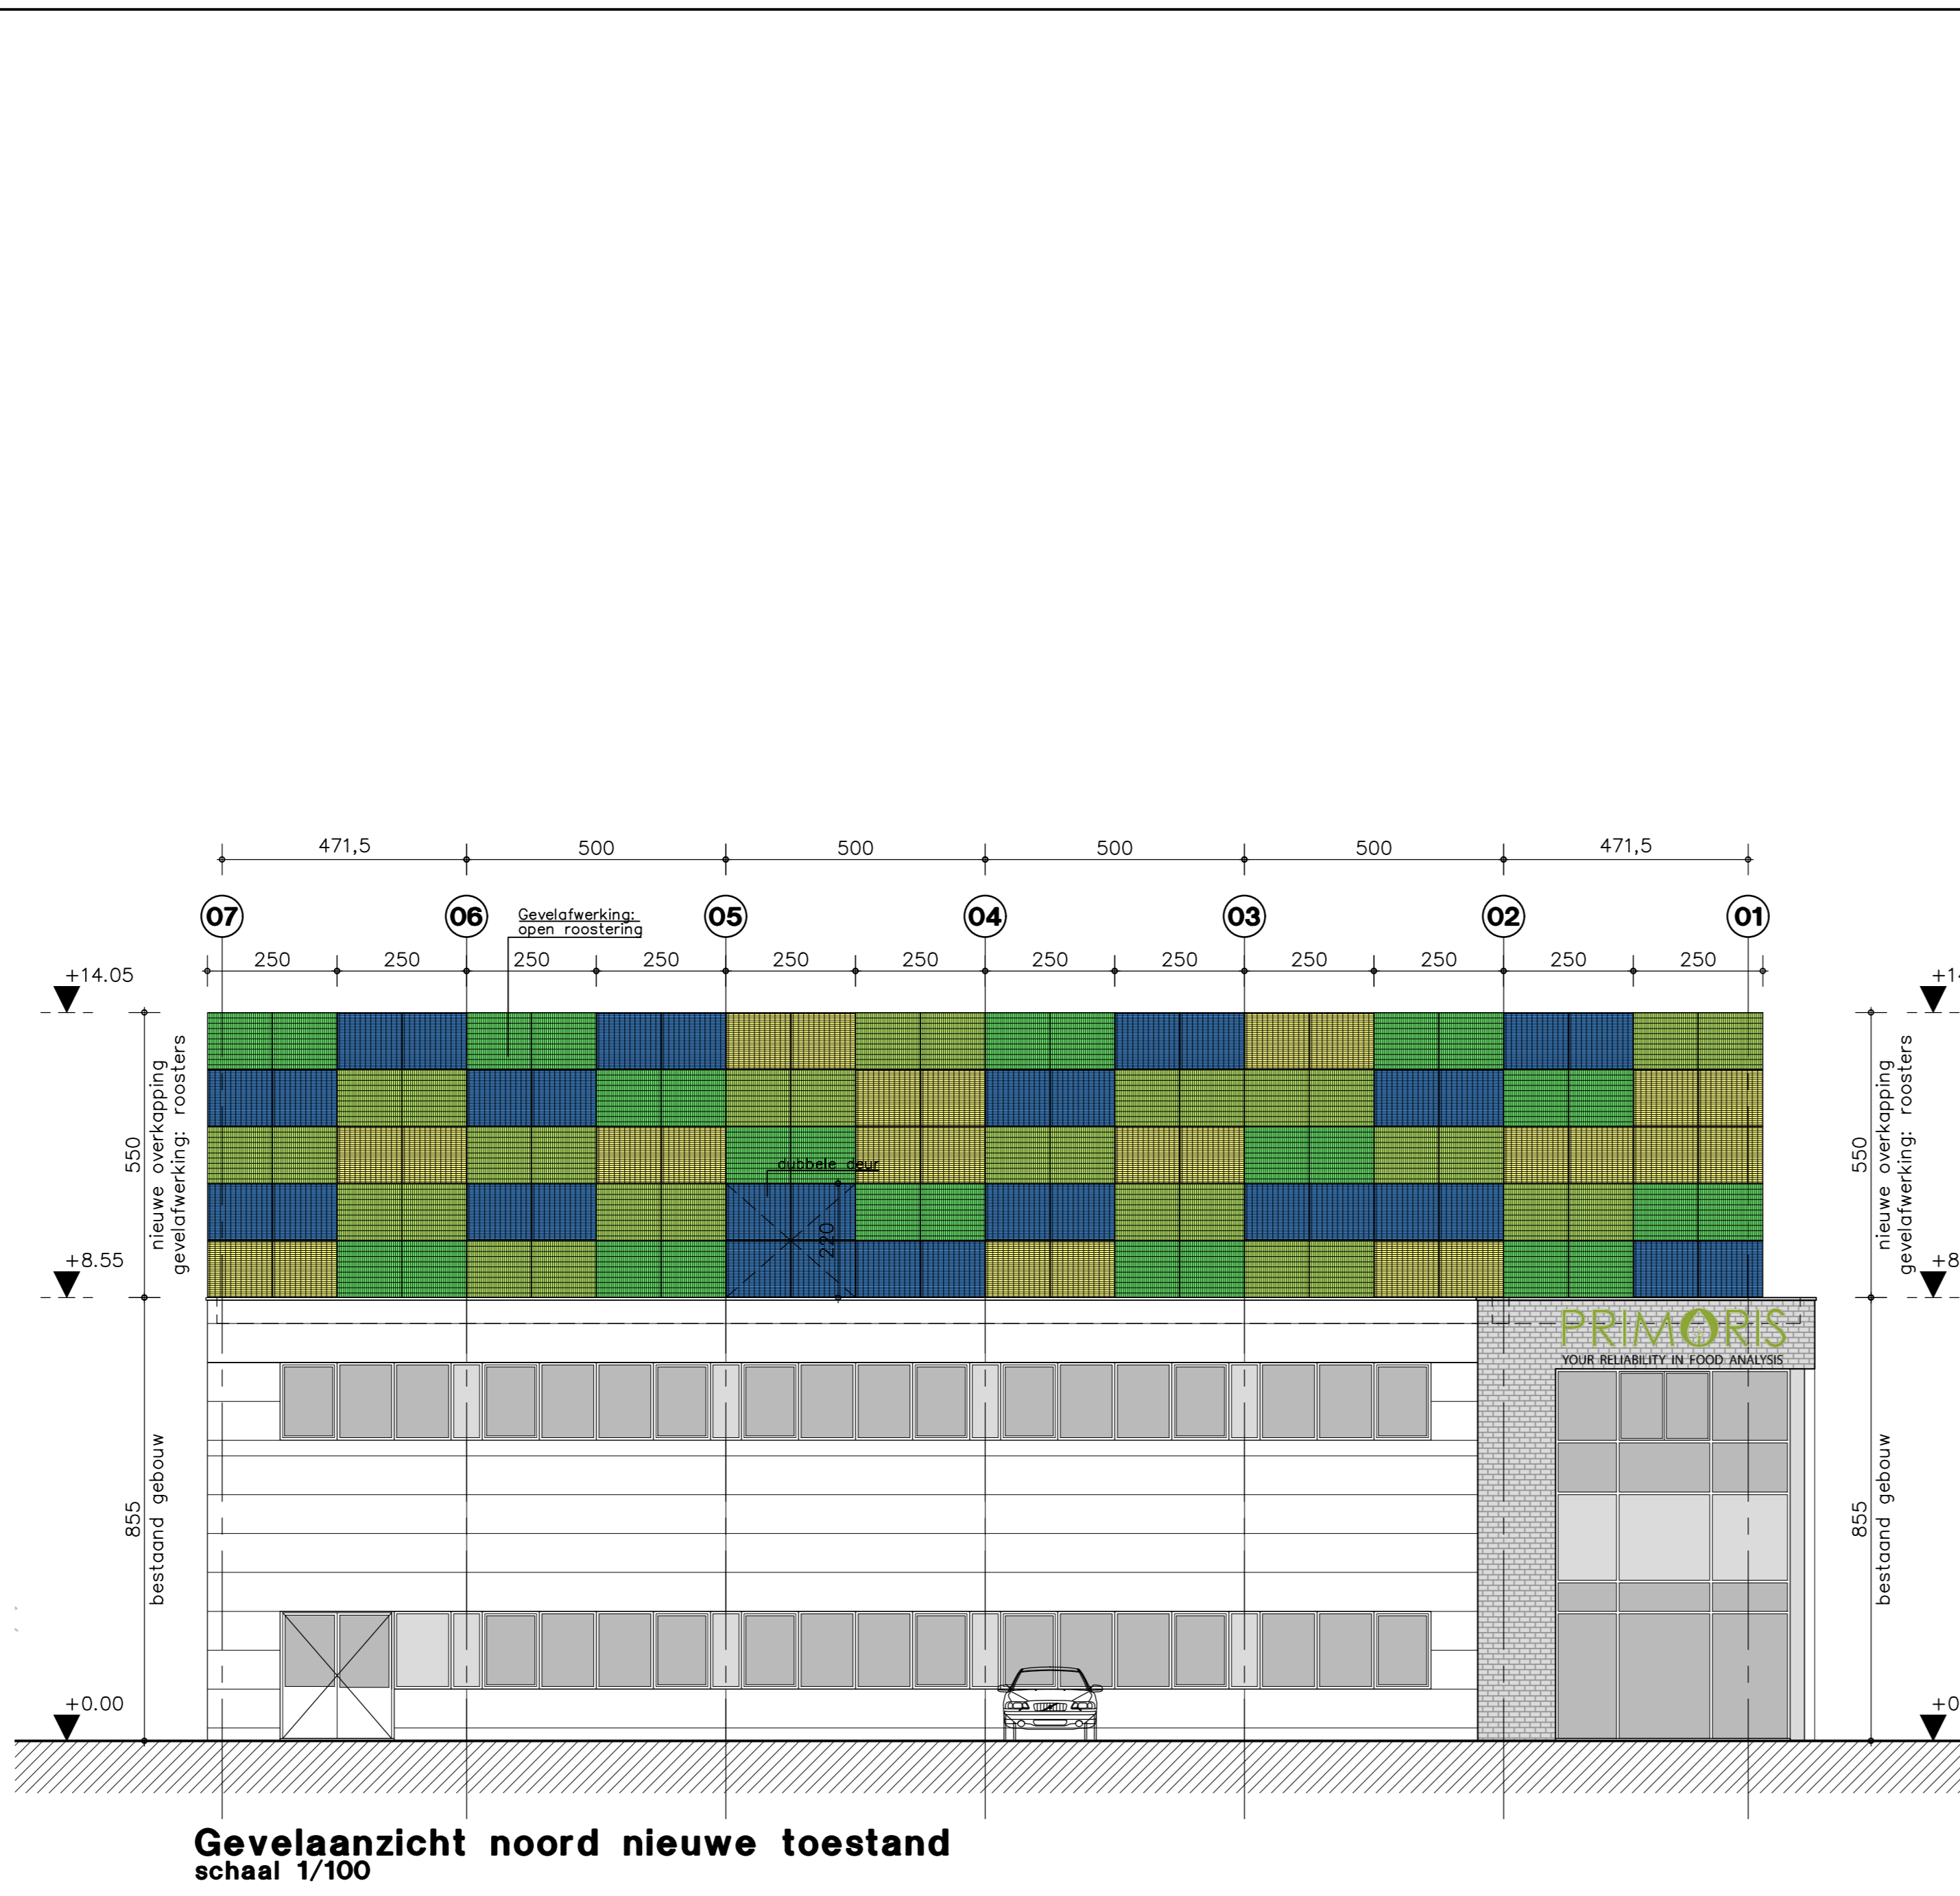 471,5 500 500 500 500 471,5
07 06 05 04 03 02 01
Gevelafwerking:
open roostering
250 250 250 250 250 250 250 250 250 250 250 250
+14.05
+14
nieuwe overkapping
gevelafwerking: roosters
550
nieuwe overkapping
gevelafwerking: roosters
550
dubbele deur
220
+8.55
+8
PRIMORIS
YOUR RELIABILITY IN FOOD ANALYSIS
855
bestaand gebouw
855
bestaand gebouw
+0.00
+0
Gevelaanzicht noord nieuwe toestand
schaal 1/100